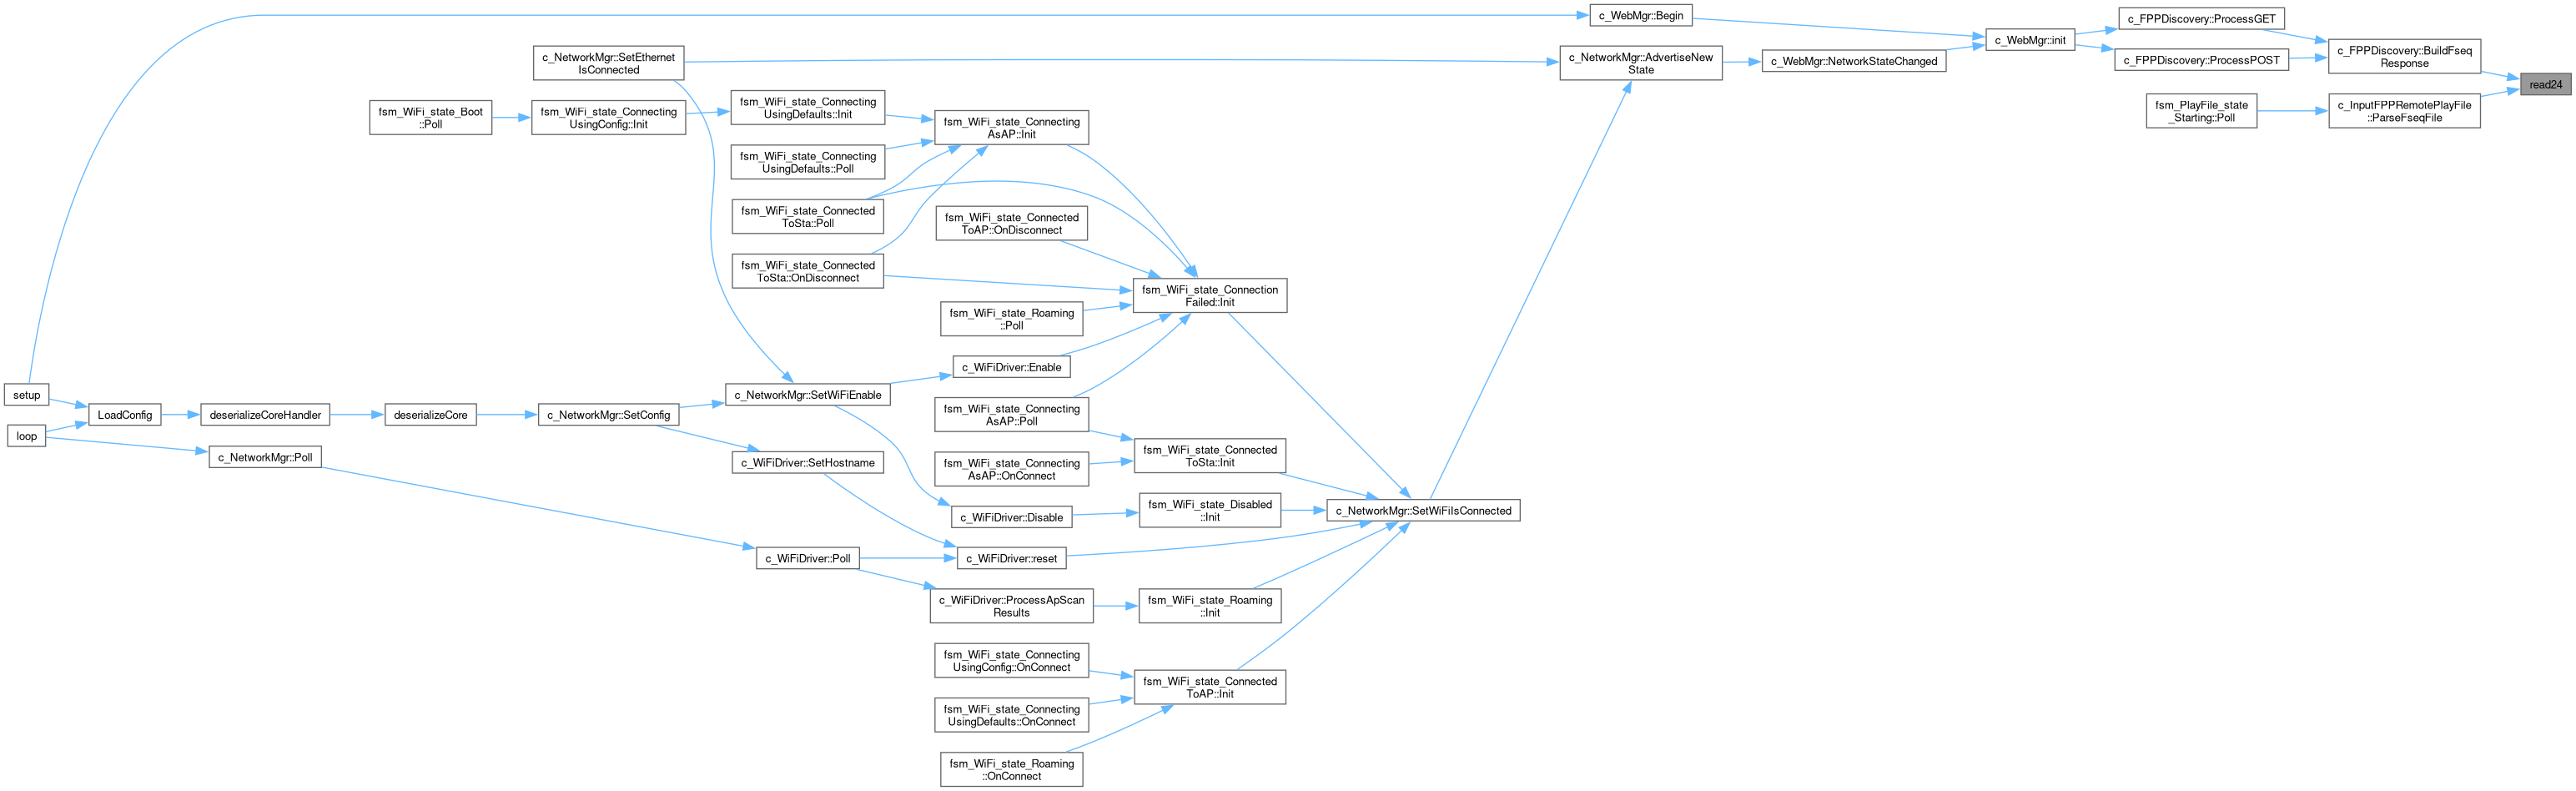 c_WebMgr::Begin
c_FPPDiscovery::ProcessGET
c_WebMgr::init
c_NetworkMgr::SetEthernet
IsConnected
c_NetworkMgr::AdvertiseNew
State
c_WebMgr::NetworkStateChanged
c_FPPDiscovery::ProcessPOST
c_FPPDiscovery::BuildFseq
Response
read24
fsm_WiFi_state_Boot
::Poll
fsm_WiFi_state_Connecting
UsingConfig::Init
fsm_WiFi_state_Connecting
UsingDefaults::Init
fsm_WiFi_state_Connecting
AsAP::Init
fsm_PlayFile_state
_Starting::Poll
c_InputFPPRemotePlayFile
::ParseFseqFile
fsm_WiFi_state_Connecting
UsingDefaults::Poll
fsm_WiFi_state_Connected
ToSta::Poll
fsm_WiFi_state_Connected
ToAP::OnDisconnect
fsm_WiFi_state_Connected
ToSta::OnDisconnect
fsm_WiFi_state_Connection
Failed::Init
fsm_WiFi_state_Roaming
::Poll
c_WiFiDriver::Enable
setup
LoadConfig
deserializeCoreHandler
deserializeCore
c_NetworkMgr::SetConfig
c_NetworkMgr::SetWiFiEnable
fsm_WiFi_state_Connecting
AsAP::Poll
loop
c_NetworkMgr::Poll
c_WiFiDriver::SetHostname
fsm_WiFi_state_Connecting
AsAP::OnConnect
fsm_WiFi_state_Connected
ToSta::Init
c_WiFiDriver::Disable
fsm_WiFi_state_Disabled
::Init
c_NetworkMgr::SetWiFiIsConnected
c_WiFiDriver::Poll
c_WiFiDriver::reset
c_WiFiDriver::ProcessApScan
Results
fsm_WiFi_state_Roaming
::Init
fsm_WiFi_state_Connecting
UsingConfig::OnConnect
fsm_WiFi_state_Connected
ToAP::Init
fsm_WiFi_state_Connecting
UsingDefaults::OnConnect
fsm_WiFi_state_Roaming
::OnConnect